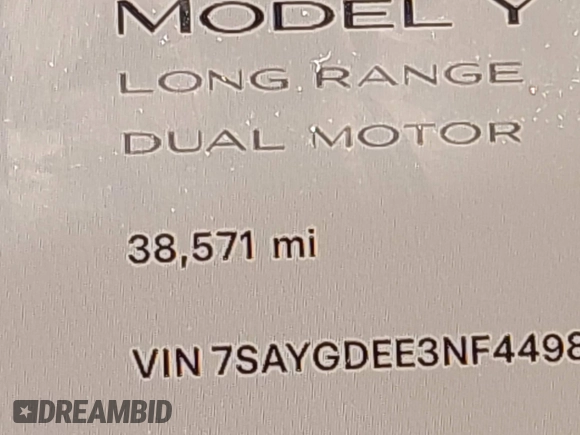 MODEL Y
LONG RANGE
DUAL MOTOR
38,571 mi
VIN 7SAYGDEE3NF4498
DREAMBID